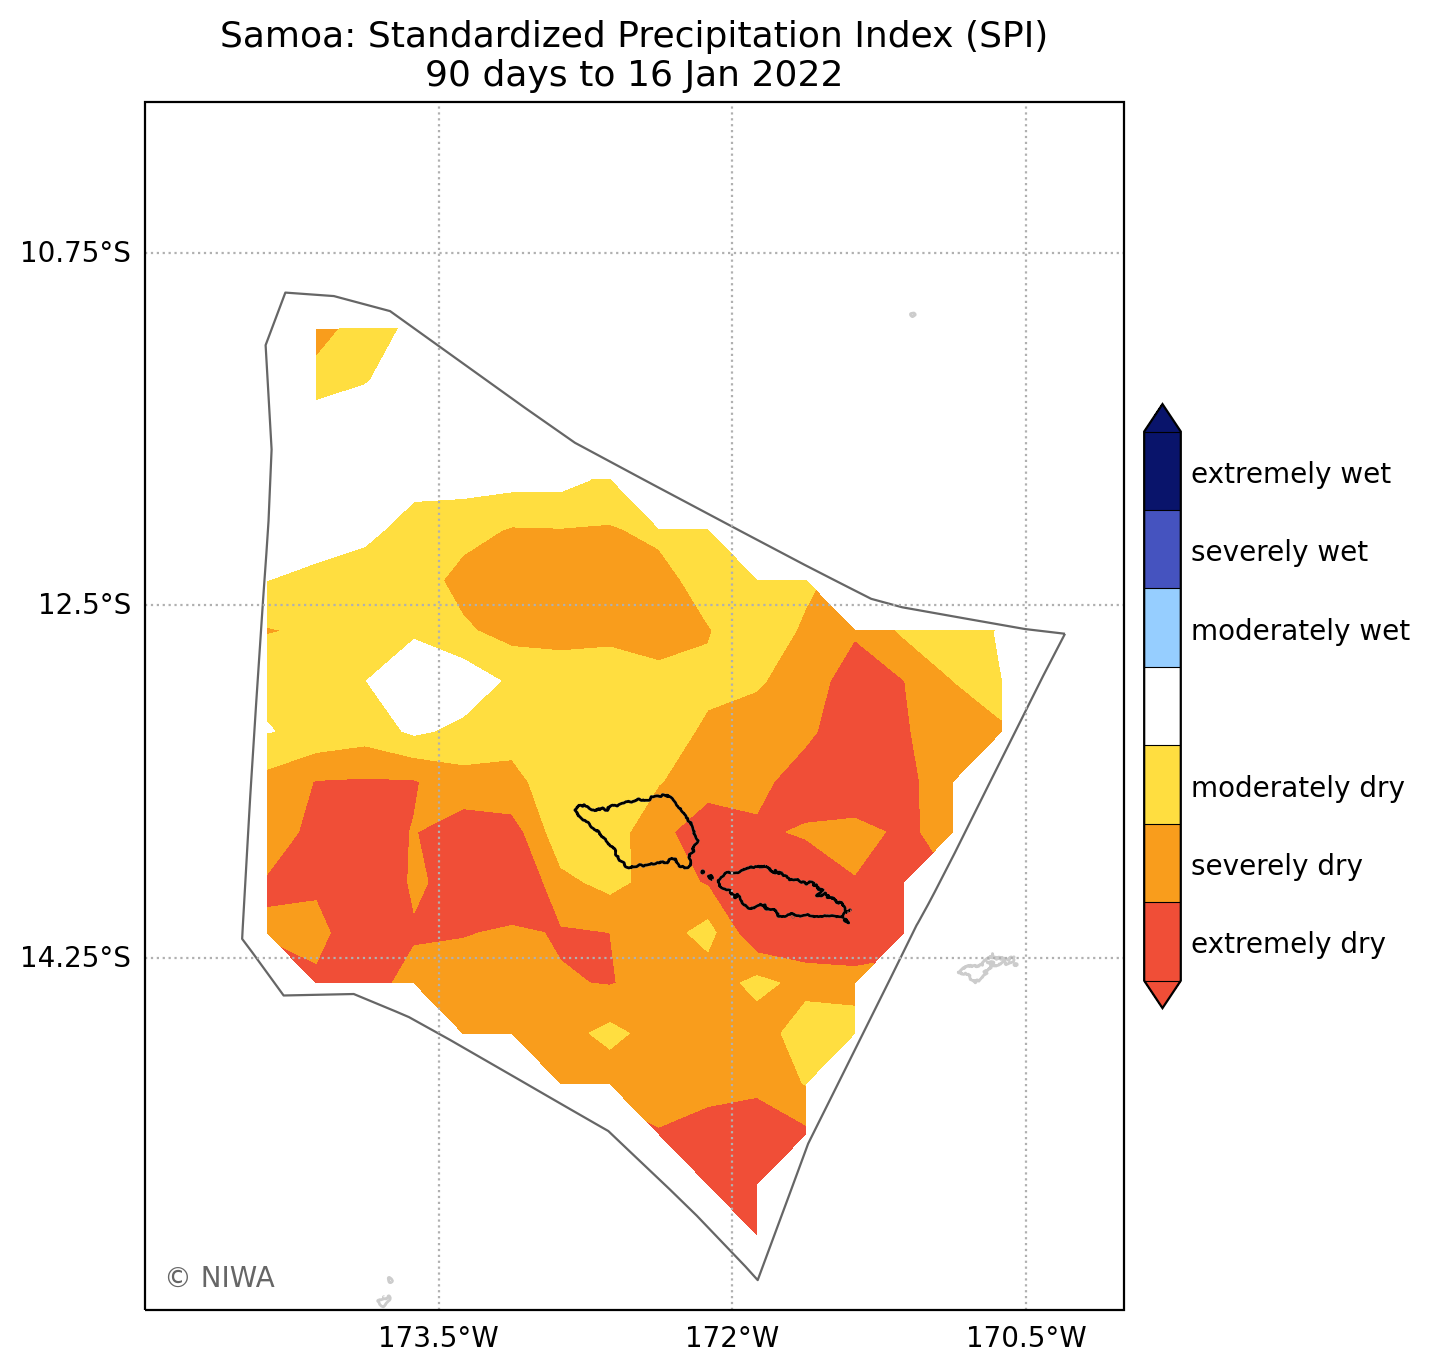 Samoa: Standardized Precipitation Index (SPI)
90 days to 16 Jan 2022
10.75°S
12.5°S
14.25°S
173.5°W
172°W
170.5°W
extremely wet
severely wet
moderately wet
moderately dry
severely dry
extremely dry
© NIWA